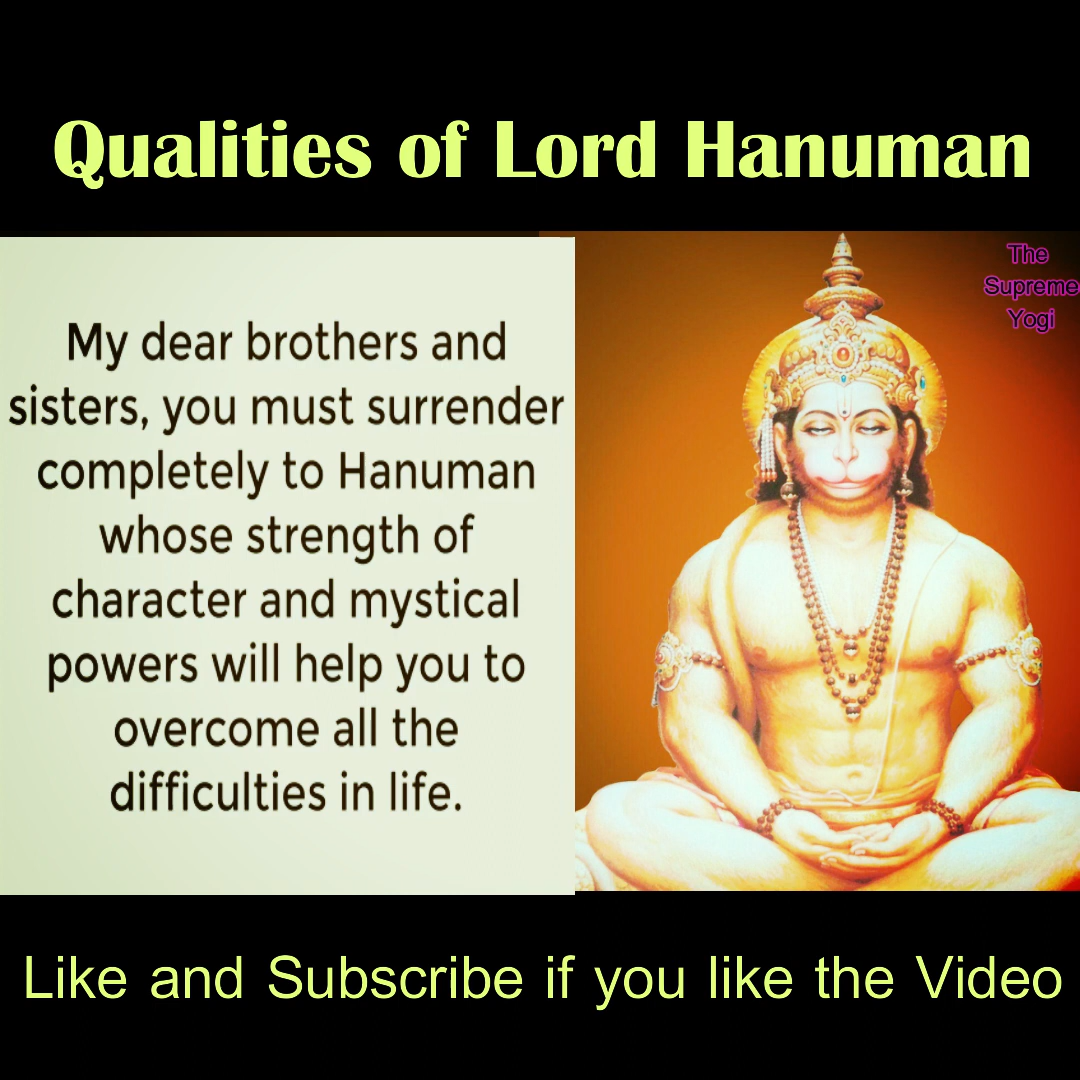 Qualities of Lord Hanuman
My dear brothers and
sisters, you must surrender
completely to Hanuman
whose strength of
character and mystical
powers will help you to
overcome all the
difficulties in life.
The
Supreme
Yogi
Like and Subscribe if you like the Video